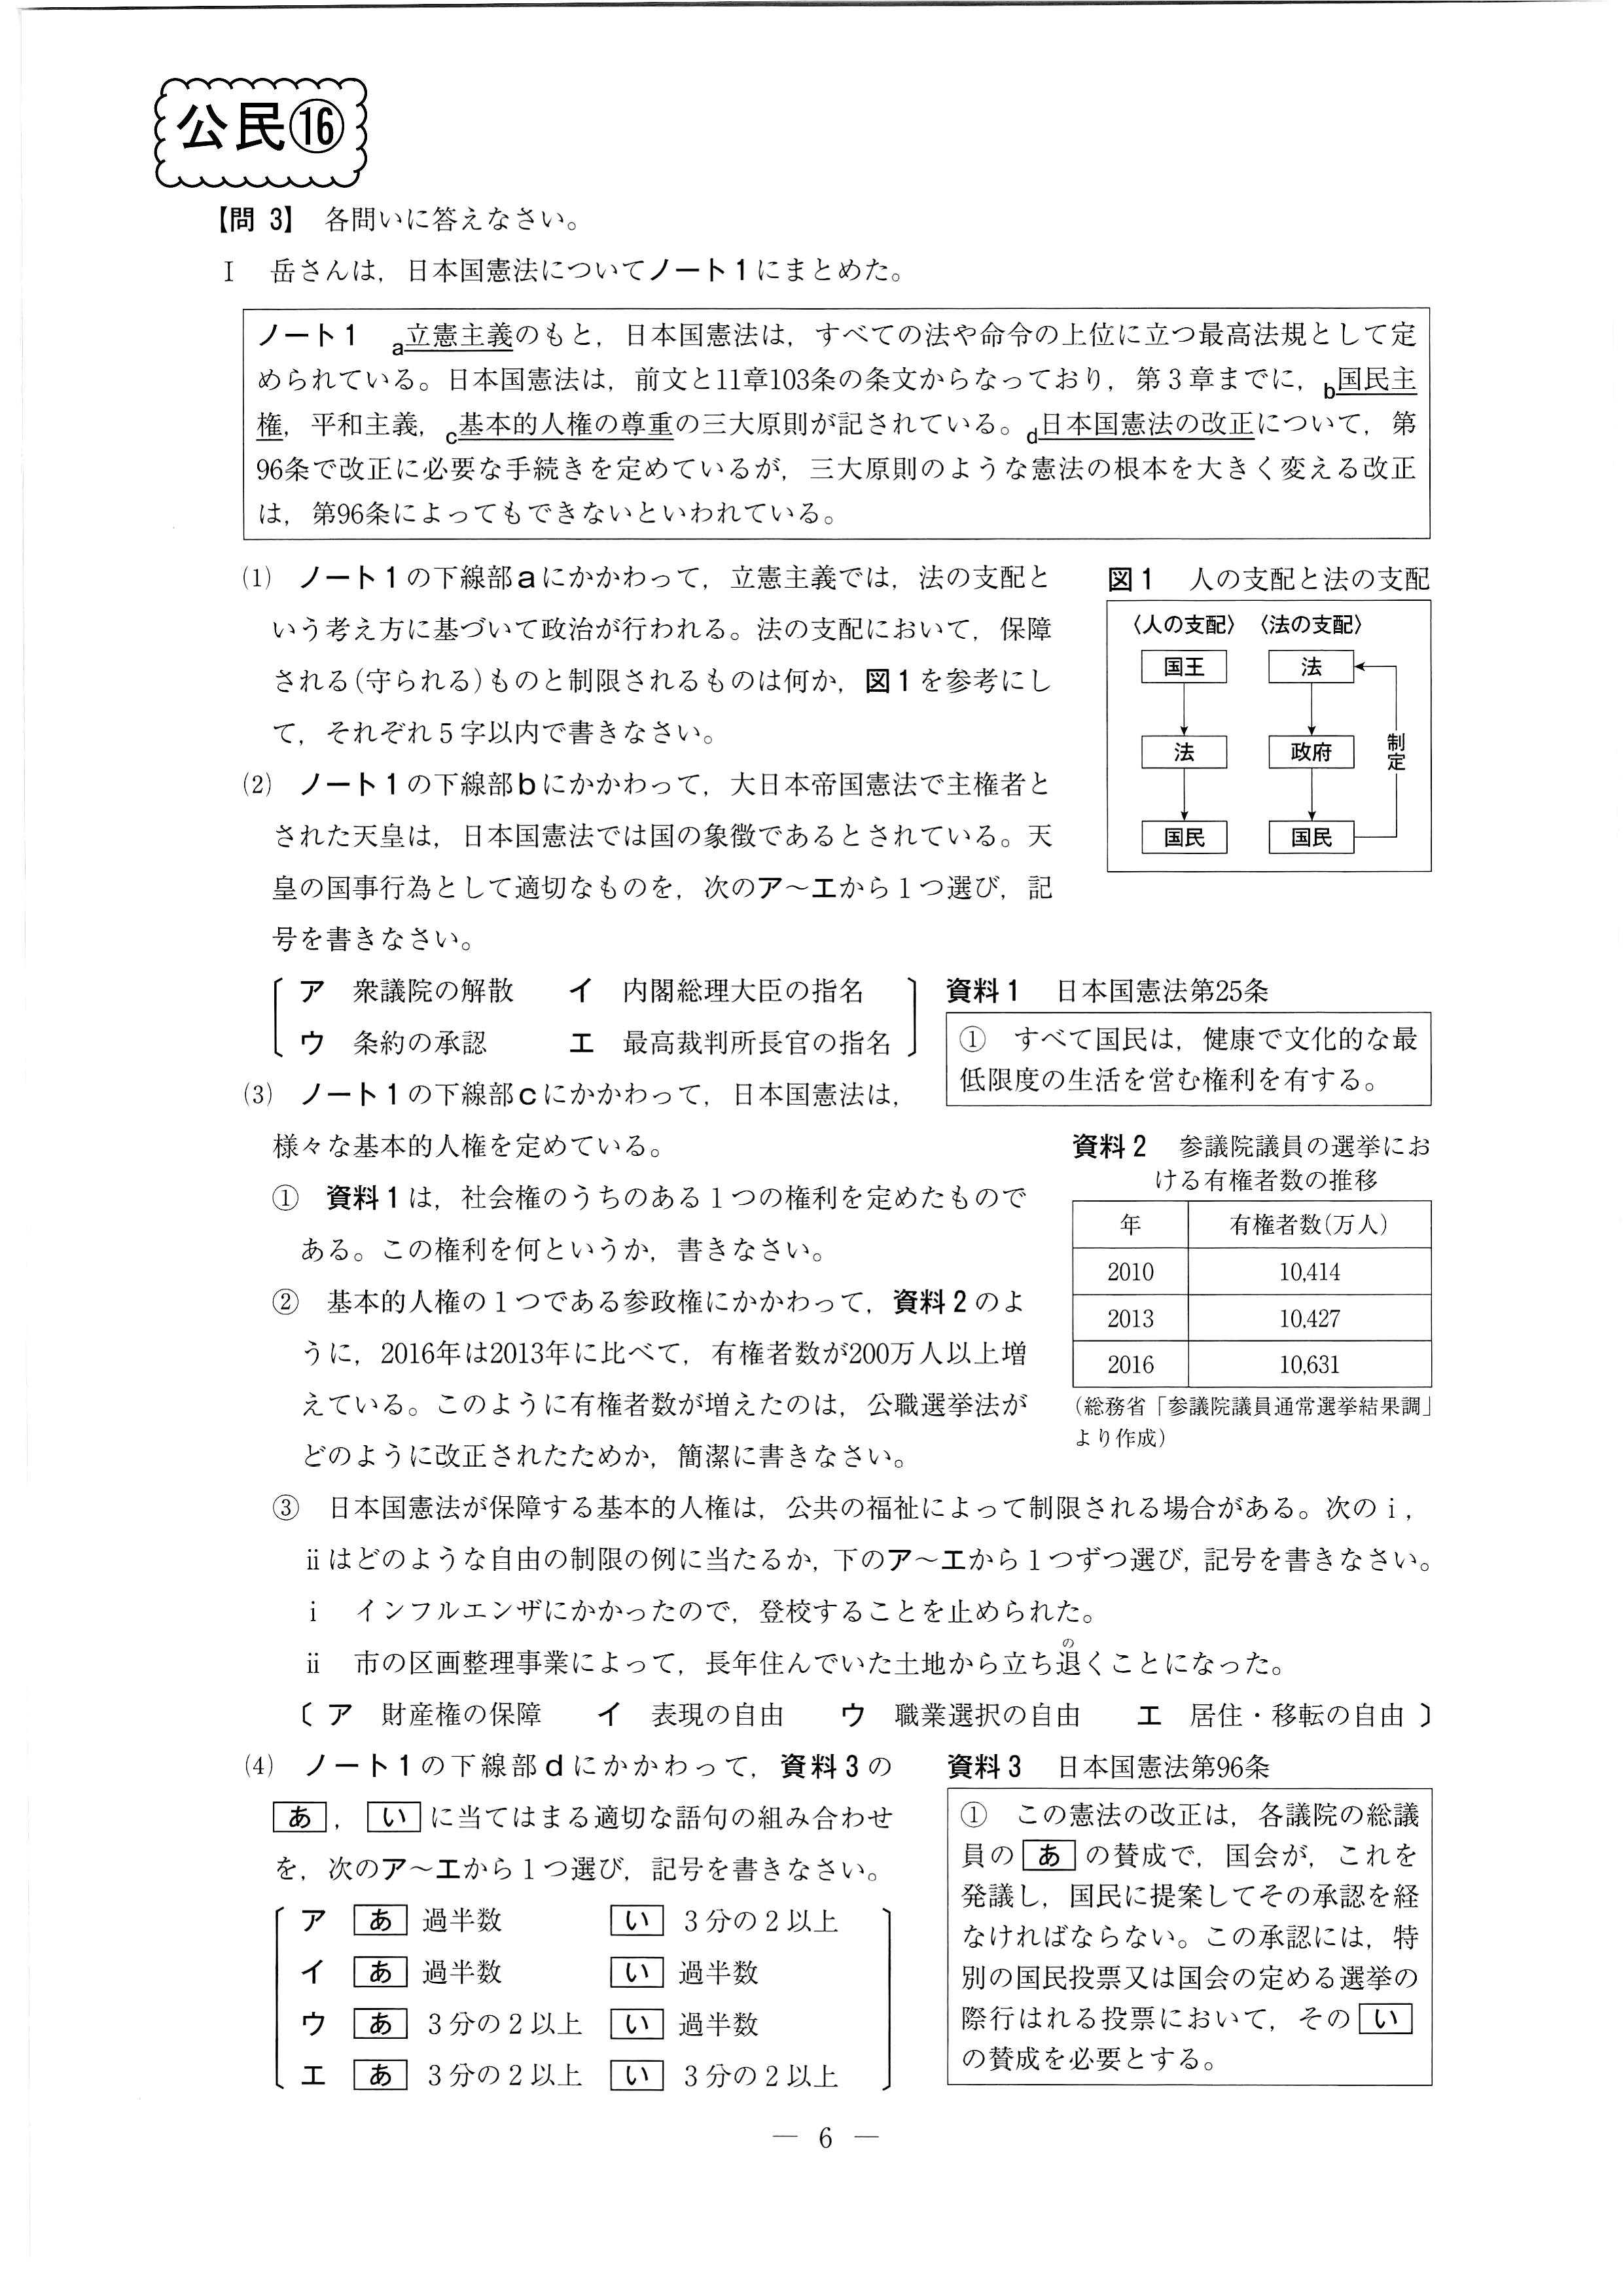 公民⑯
【問 3】 各問いに答えなさい。
Ⅰ 岳さんは，日本国憲法についてノート1にまとめた。
ノート1 a立憲主義のもと，日本国憲法は，すべての法や命令の上位に立つ最高法規として定
められている。日本国憲法は，前文と11章103条の条文からなっており，第3章までに，b国民主
権，平和主義，c基本的人権の尊重の三大原則が記されている。d日本国憲法の改正について，第
96条で改正に必要な手続きを定めているが，三大原則のような憲法の根本を大きく変える改正
は，第96条によってもできないといわれている。
(1) ノート1の下線部aにかかわって，立憲主義では，法の支配と
いう考え方に基づいて政治が行われる。法の支配において，保障
される(守られる)ものと制限されるものは何か，図1を参考にし
て，それぞれ5字以内で書きなさい。
図1 人の支配と法の支配
〈人の支配〉 〈法の支配〉
国王 法
法 政府
制定
国民 国民
(2) ノート1の下線部bにかかわって，大日本帝国憲法で主権者と
された天皇は，日本国憲法では国の象徴であるとされている。天
皇の国事行為として適切なものを，次のア～エから1つ選び，記
号を書きなさい。
ア 衆議院の解散 イ 内閣総理大臣の指名
ウ 条約の承認 エ 最高裁判所長官の指名
資料1 日本国憲法第25条
① すべて国民は，健康で文化的な最
低限度の生活を営む権利を有する。
(3) ノート1の下線部cにかかわって，日本国憲法は，
様々な基本的人権を定めている。
① 資料1は，社会権のうちのある1つの権利を定めたもので
ある。この権利を何というか，書きなさい。
② 基本的人権の1つである参政権にかかわって，資料2のよ
うに，2016年は2013年に比べて，有権者数が200万人以上増
えている。このように有権者数が増えたのは，公職選挙法が
どのように改正されたためか，簡潔に書きなさい。
資料2 参議院議員の選挙にお
ける有権者数の推移
年 有権者数(万人)
2010 10,414
2013 10,427
2016 10,631
(総務省「参議院議員通常選挙結果調」
より作成)
③ 日本国憲法が保障する基本的人権は，公共の福祉によって制限される場合がある。次のⅰ，
ⅱはどのような自由の制限の例に当たるか，下のア～エから1つずつ選び，記号を書きなさい。
ⅰ インフルエンザにかかったので，登校することを止められた。
の
ⅱ 市の区画整理事業によって，長年住んでいた土地から立ち退くことになった。
〔 ア 財産権の保障 イ 表現の自由 ウ 職業選択の自由 エ 居住・移転の自由 〕
(4) ノート1の下線部dにかかわって，資料3の
あ，いに当てはまる適切な語句の組み合わせ
を，次のア～エから1つ選び，記号を書きなさい。
ア あ 過半数 い 3分の2以上
イ あ 過半数 い 過半数
ウ あ 3分の2以上 い 過半数
エ あ 3分の2以上 い 3分の2以上
資料3 日本国憲法第96条
① この憲法の改正は，各議院の総議
員のあの賛成で，国会が，これを
発議し，国民に提案してその承認を経
なければならない。この承認には，特
別の国民投票又は国会の定める選挙の
際行はれる投票において，そのい
の賛成を必要とする。
— 6 —